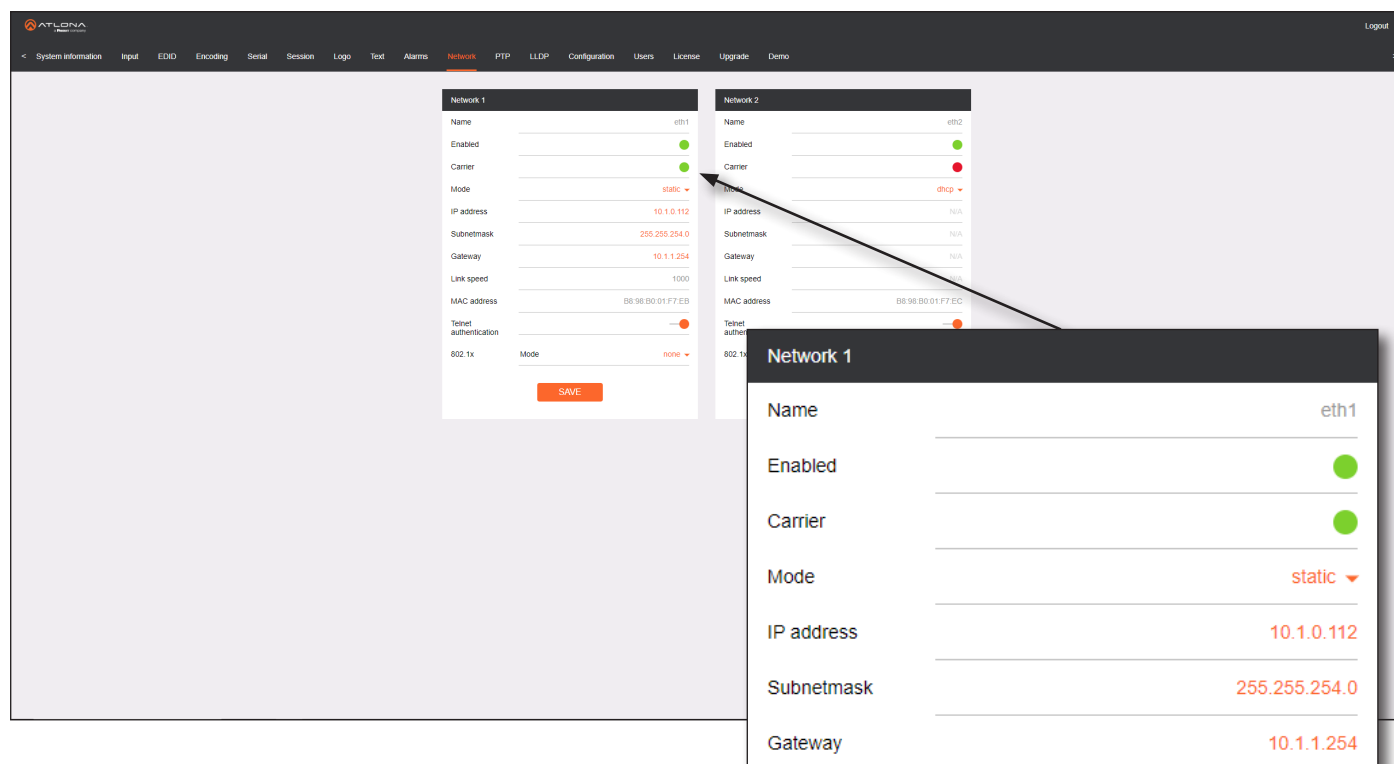 ATLONA
Logout
< System information Input EDID Encoding Serial Session Logo Text Alarms Network PTP LLDP Configuration Users License Upgrade Demo
Network 1
Name eth1
Enabled
Carrier
Mode static
IP address 10.1.0.112
Subnetmask 255.255.254.0
Gateway 10.1.1.254
Link speed 1000
MAC address B8:98:B0:01:F7:EB
Telnet
authentication
802.1x Mode none
SAVE
Network 2
Name eth2
Enabled
Carrier
Mode dhcp
IP address N/A
Subnetmask N/A
Gateway N/A
Link speed N/A
MAC address B8:98:B0:01:F7:EC
Telnet
802.1x
Network 1
Name eth1
Enabled
Carrier
Mode static
IP address 10.1.0.112
Subnetmask 255.255.254.0
Gateway 10.1.1.254